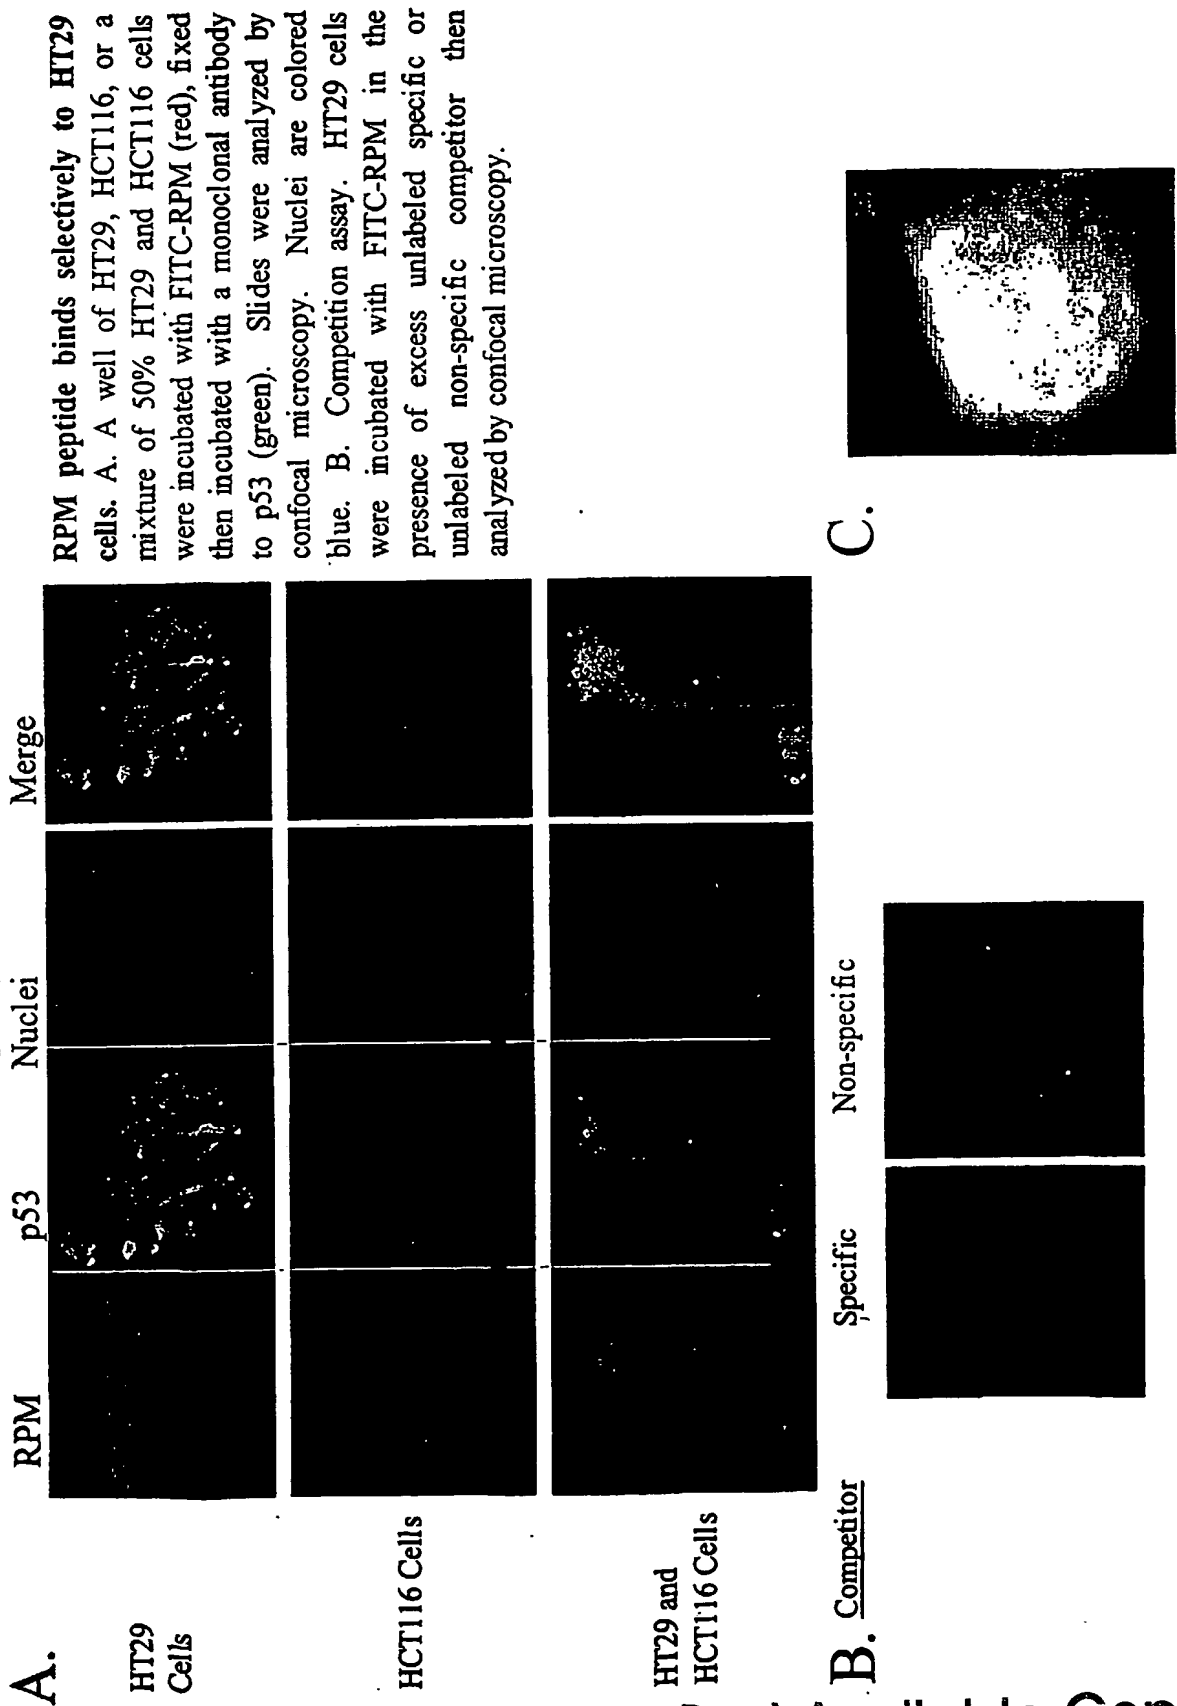 A.
RPM
p53
Nuclei
Merge
HT29
Cells
HCT116 Cells
HT29 and
HCT116 Cells
RPM peptide binds selectively to HT29
cells. A. A well of HT29, HCT116, or a
mixture of 50% HT29 and HCT116 cells
were incubated with FITC-RPM (red), fixed
then incubated with a monoclonal antibody
to p53 (green). Slides were analyzed by
confocal microscopy. Nuclei are colored
blue. B. Competition assay. HT29 cells
were incubated with FITC-RPM in the
presence of excess unlabeled specific or
unlabeled non-specific competitor then
analyzed by confocal microscopy.
B.
Competitor
Specific
Non-specific
C.